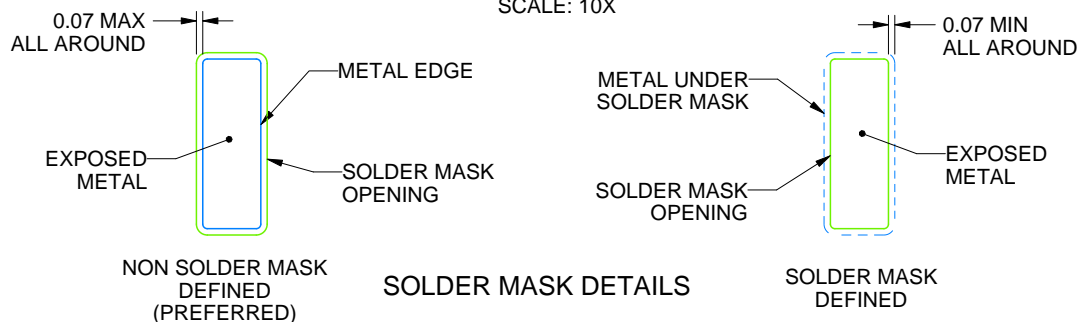 SCALE: 10X
0.07 MAX
ALL AROUND
METAL EDGE
EXPOSED
METAL
SOLDER MASK
OPENING
NON SOLDER MASK
DEFINED
(PREFERRED)
SOLDER MASK DETAILS
0.07 MIN
ALL AROUND
METAL UNDER
SOLDER MASK
SOLDER MASK
OPENING
EXPOSED
METAL
SOLDER MASK
DEFINED